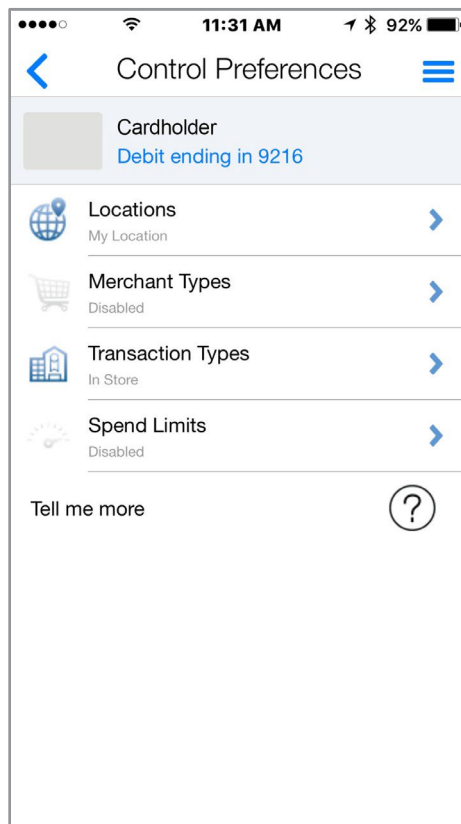 11:31 AM 92%
Control Preferences
Cardholder
Debit ending in 9216
Locations
My Location
Merchant Types
Disabled
Transaction Types
In Store
Spend Limits
Disabled
Tell me more ?